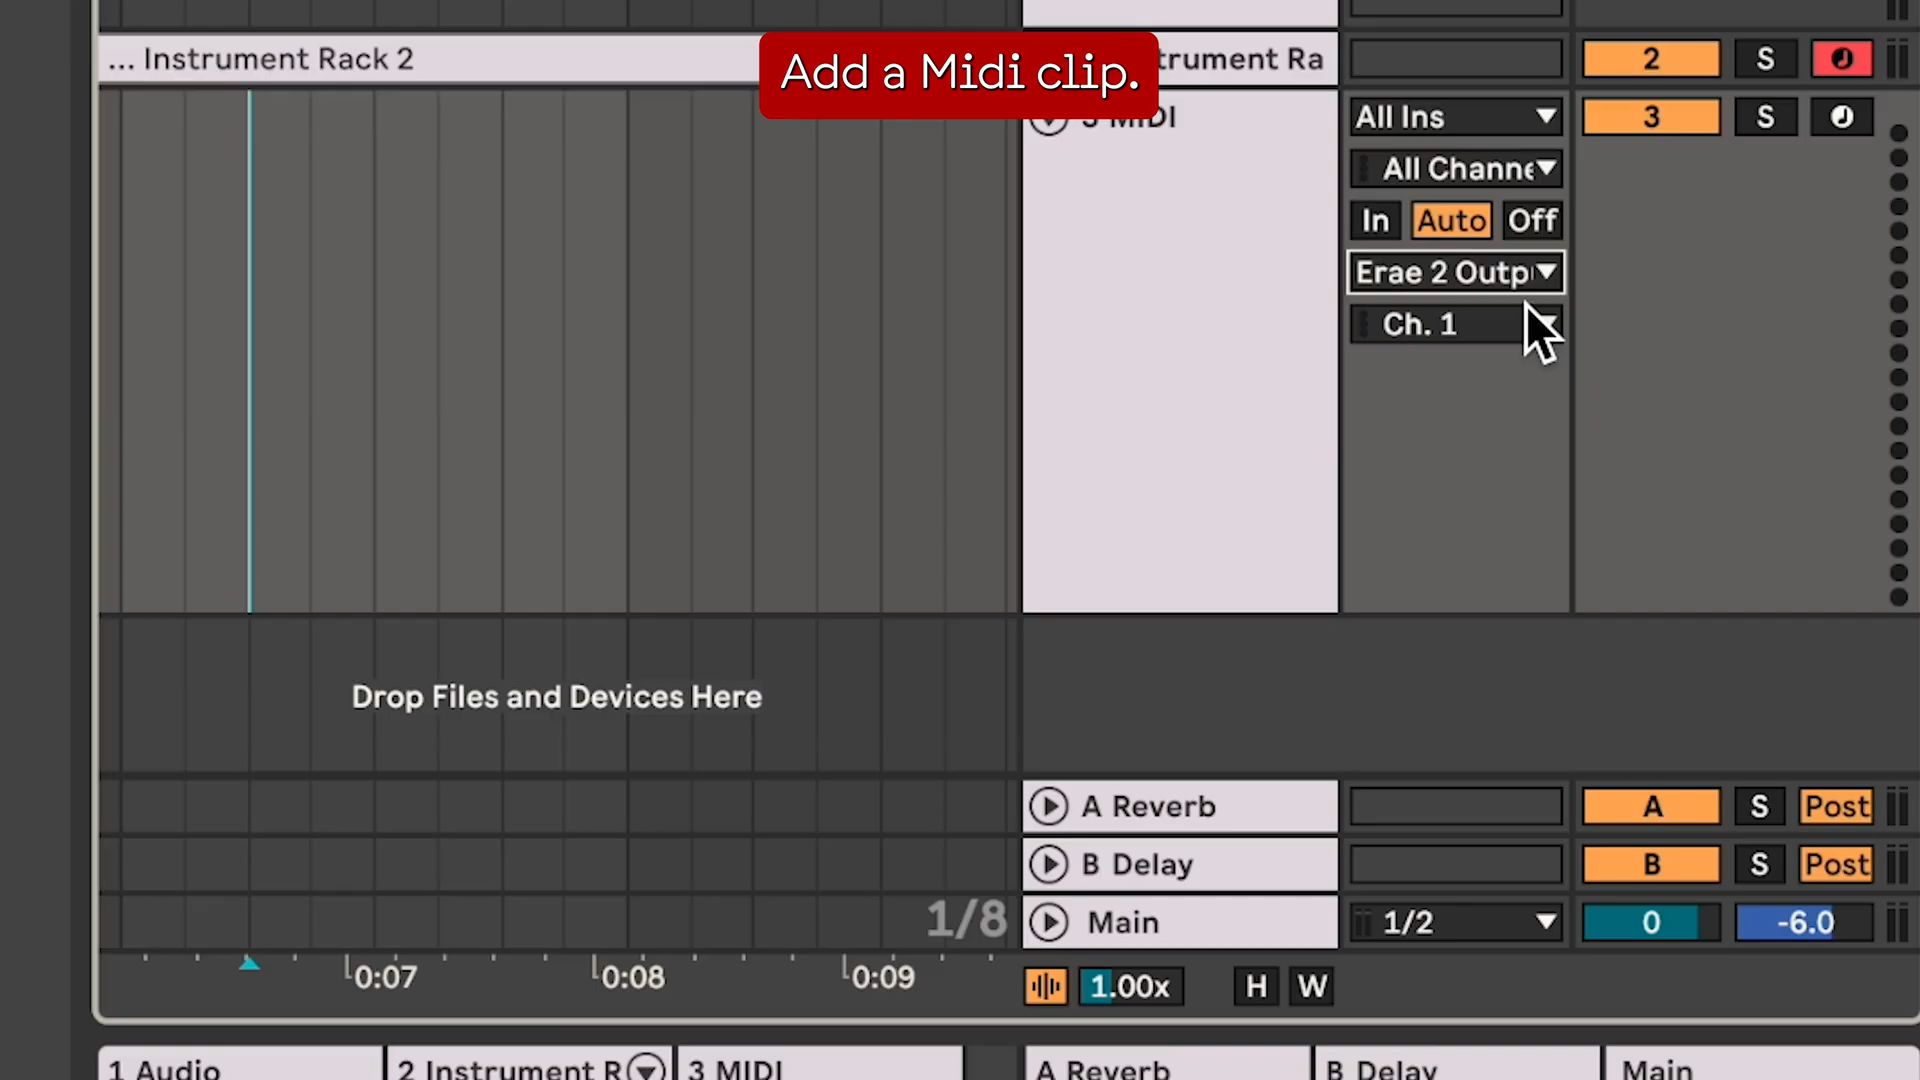 ... Instrument Rack 2
Add a Midi clip.
trument Ra
2
S
3 MIDI
All Ins
3
S
All Channe
In Auto Off
Erae 2 Outp
Ch. 1
Drop Files and Devices Here
A Reverb
A
S
Post
B Delay
B
S
Post
1/8
Main
1/2
0
-6.0
0:07
0:08
0:09
1.00x
H
W
1 Audio
2 Instrument R
3 MIDI
A Reverb
B Delay
Main